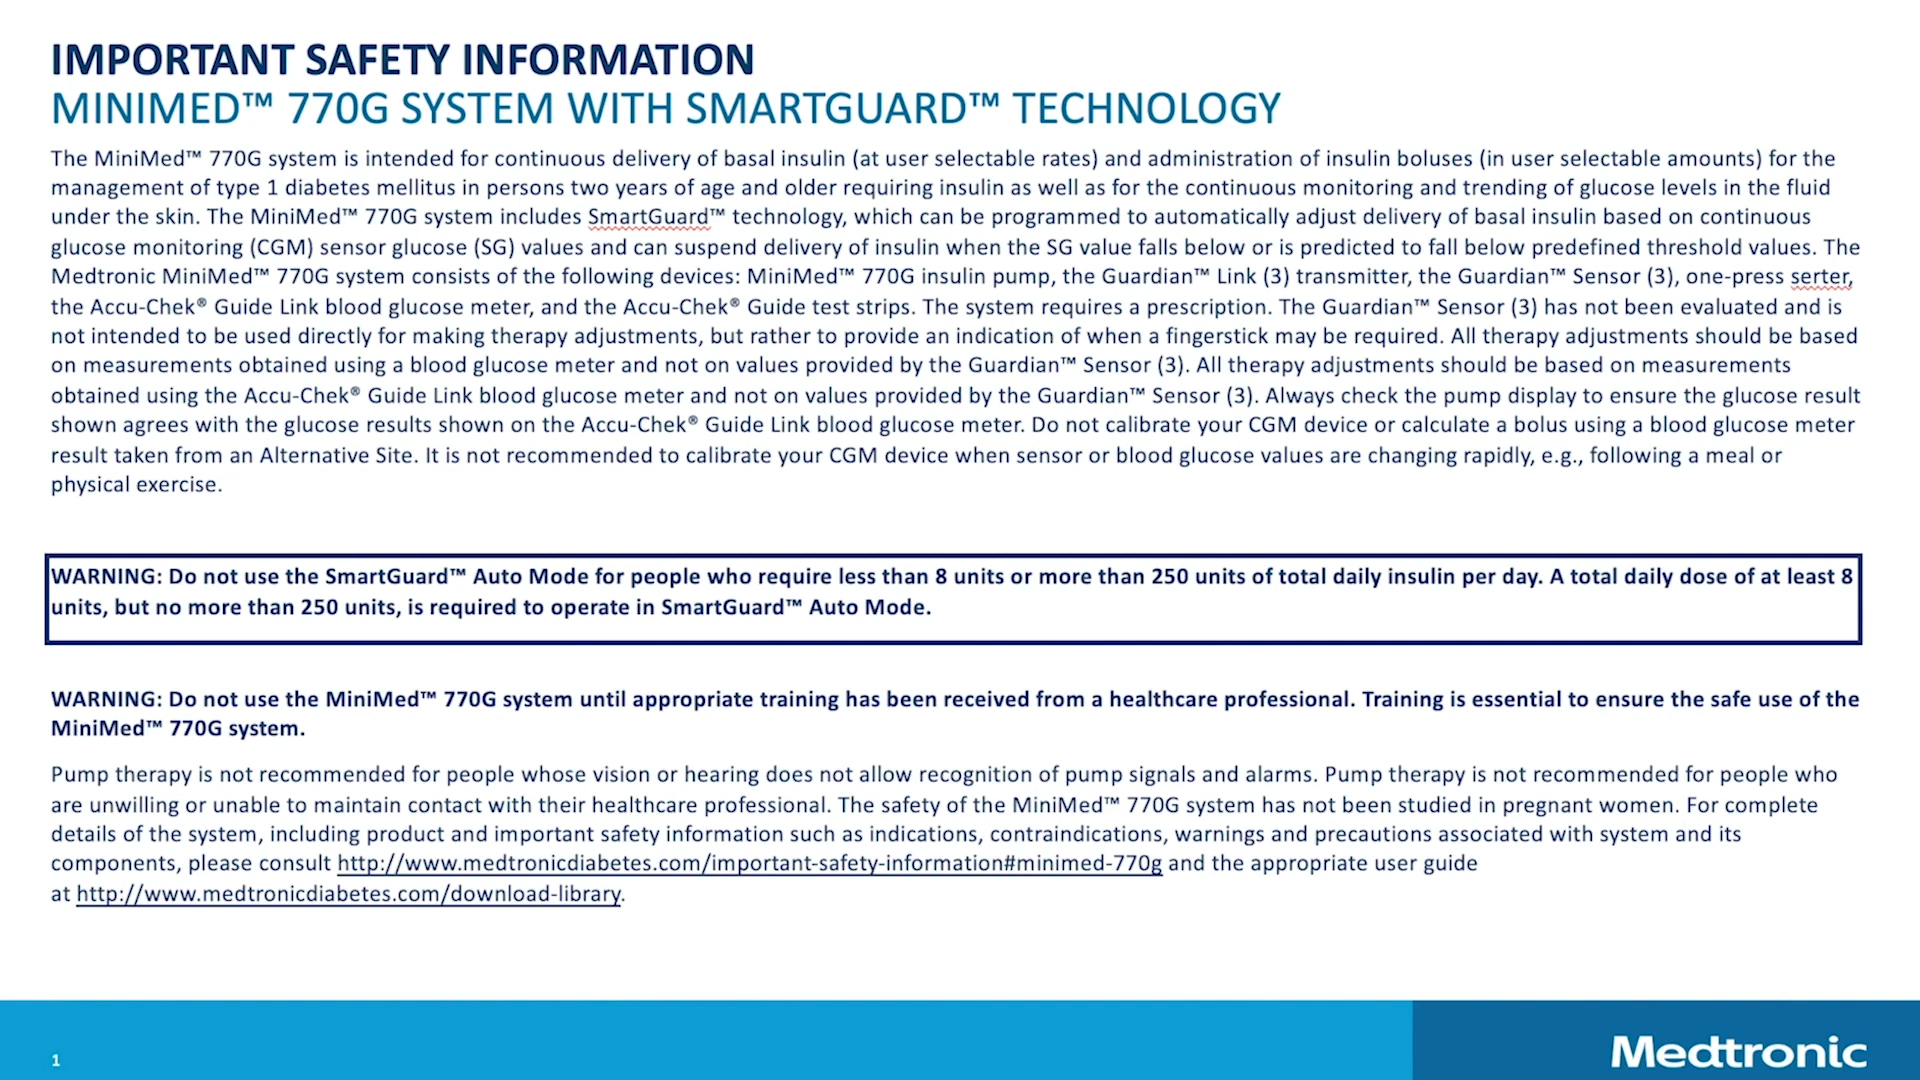 IMPORTANT SAFETY INFORMATION
MINIMED™ 770G SYSTEM WITH SMARTGUARD™ TECHNOLOGY
The MiniMed™ 770G system is intended for continuous delivery of basal insulin (at user selectable rates) and administration of insulin boluses (in user selectable amounts) for the
management of type 1 diabetes mellitus in persons two years of age and older requiring insulin as well as for the continuous monitoring and trending of glucose levels in the fluid
under the skin. The MiniMed™ 770G system includes SmartGuard™ technology, which can be programmed to automatically adjust delivery of basal insulin based on continuous
glucose monitoring (CGM) sensor glucose (SG) values and can suspend delivery of insulin when the SG value falls below or is predicted to fall below predefined threshold values. The
Medtronic MiniMed™ 770G system consists of the following devices: MiniMed™ 770G insulin pump, the Guardian™ Link (3) transmitter, the Guardian™ Sensor (3), one-press serter,
the Accu-Chek® Guide Link blood glucose meter, and the Accu-Chek® Guide test strips. The system requires a prescription. The Guardian™ Sensor (3) has not been evaluated and is
not intended to be used directly for making therapy adjustments, but rather to provide an indication of when a fingerstick may be required. All therapy adjustments should be based
on measurements obtained using a blood glucose meter and not on values provided by the Guardian™ Sensor (3). All therapy adjustments should be based on measurements
obtained using the Accu-Chek® Guide Link blood glucose meter and not on values provided by the Guardian™ Sensor (3). Always check the pump display to ensure the glucose result
shown agrees with the glucose results shown on the Accu-Chek® Guide Link blood glucose meter. Do not calibrate your CGM device or calculate a bolus using a blood glucose meter
result taken from an Alternative Site. It is not recommended to calibrate your CGM device when sensor or blood glucose values are changing rapidly, e.g., following a meal or
physical exercise.
WARNING: Do not use the SmartGuard™ Auto Mode for people who require less than 8 units or more than 250 units of total daily insulin per day. A total daily dose of at least 8
units, but no more than 250 units, is required to operate in SmartGuard™ Auto Mode.
WARNING: Do not use the MiniMed™ 770G system until appropriate training has been received from a healthcare professional. Training is essential to ensure the safe use of the
MiniMed™ 770G system.
Pump therapy is not recommended for people whose vision or hearing does not allow recognition of pump signals and alarms. Pump therapy is not recommended for people who
are unwilling or unable to maintain contact with their healthcare professional. The safety of the MiniMed™ 770G system has not been studied in pregnant women. For complete
details of the system, including product and important safety information such as indications, contraindications, warnings and precautions associated with system and its
components, please consult http://www.medtronicdiabetes.com/important-safety-information#minimed-770g and the appropriate user guide
at http://www.medtronicdiabetes.com/download-library.
1
Medtronic